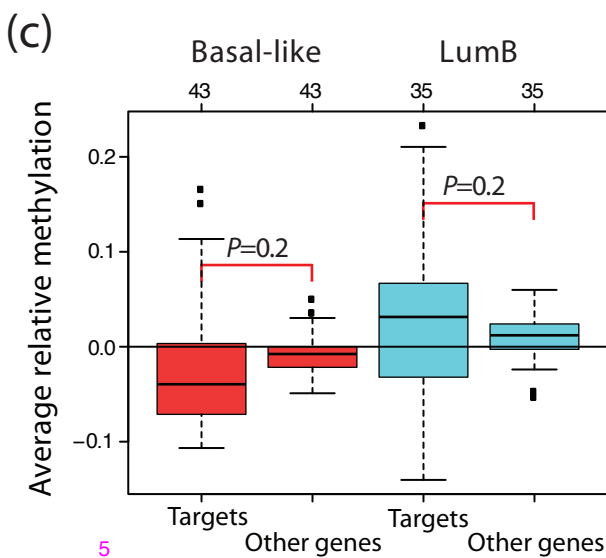 (c)
Basal-like LumB
43 43 35 35
Average relative methylation
0.2
0.1
0.0
−0.1
P=0.2
P=0.2
Targets Other genes Targets Other genes
5